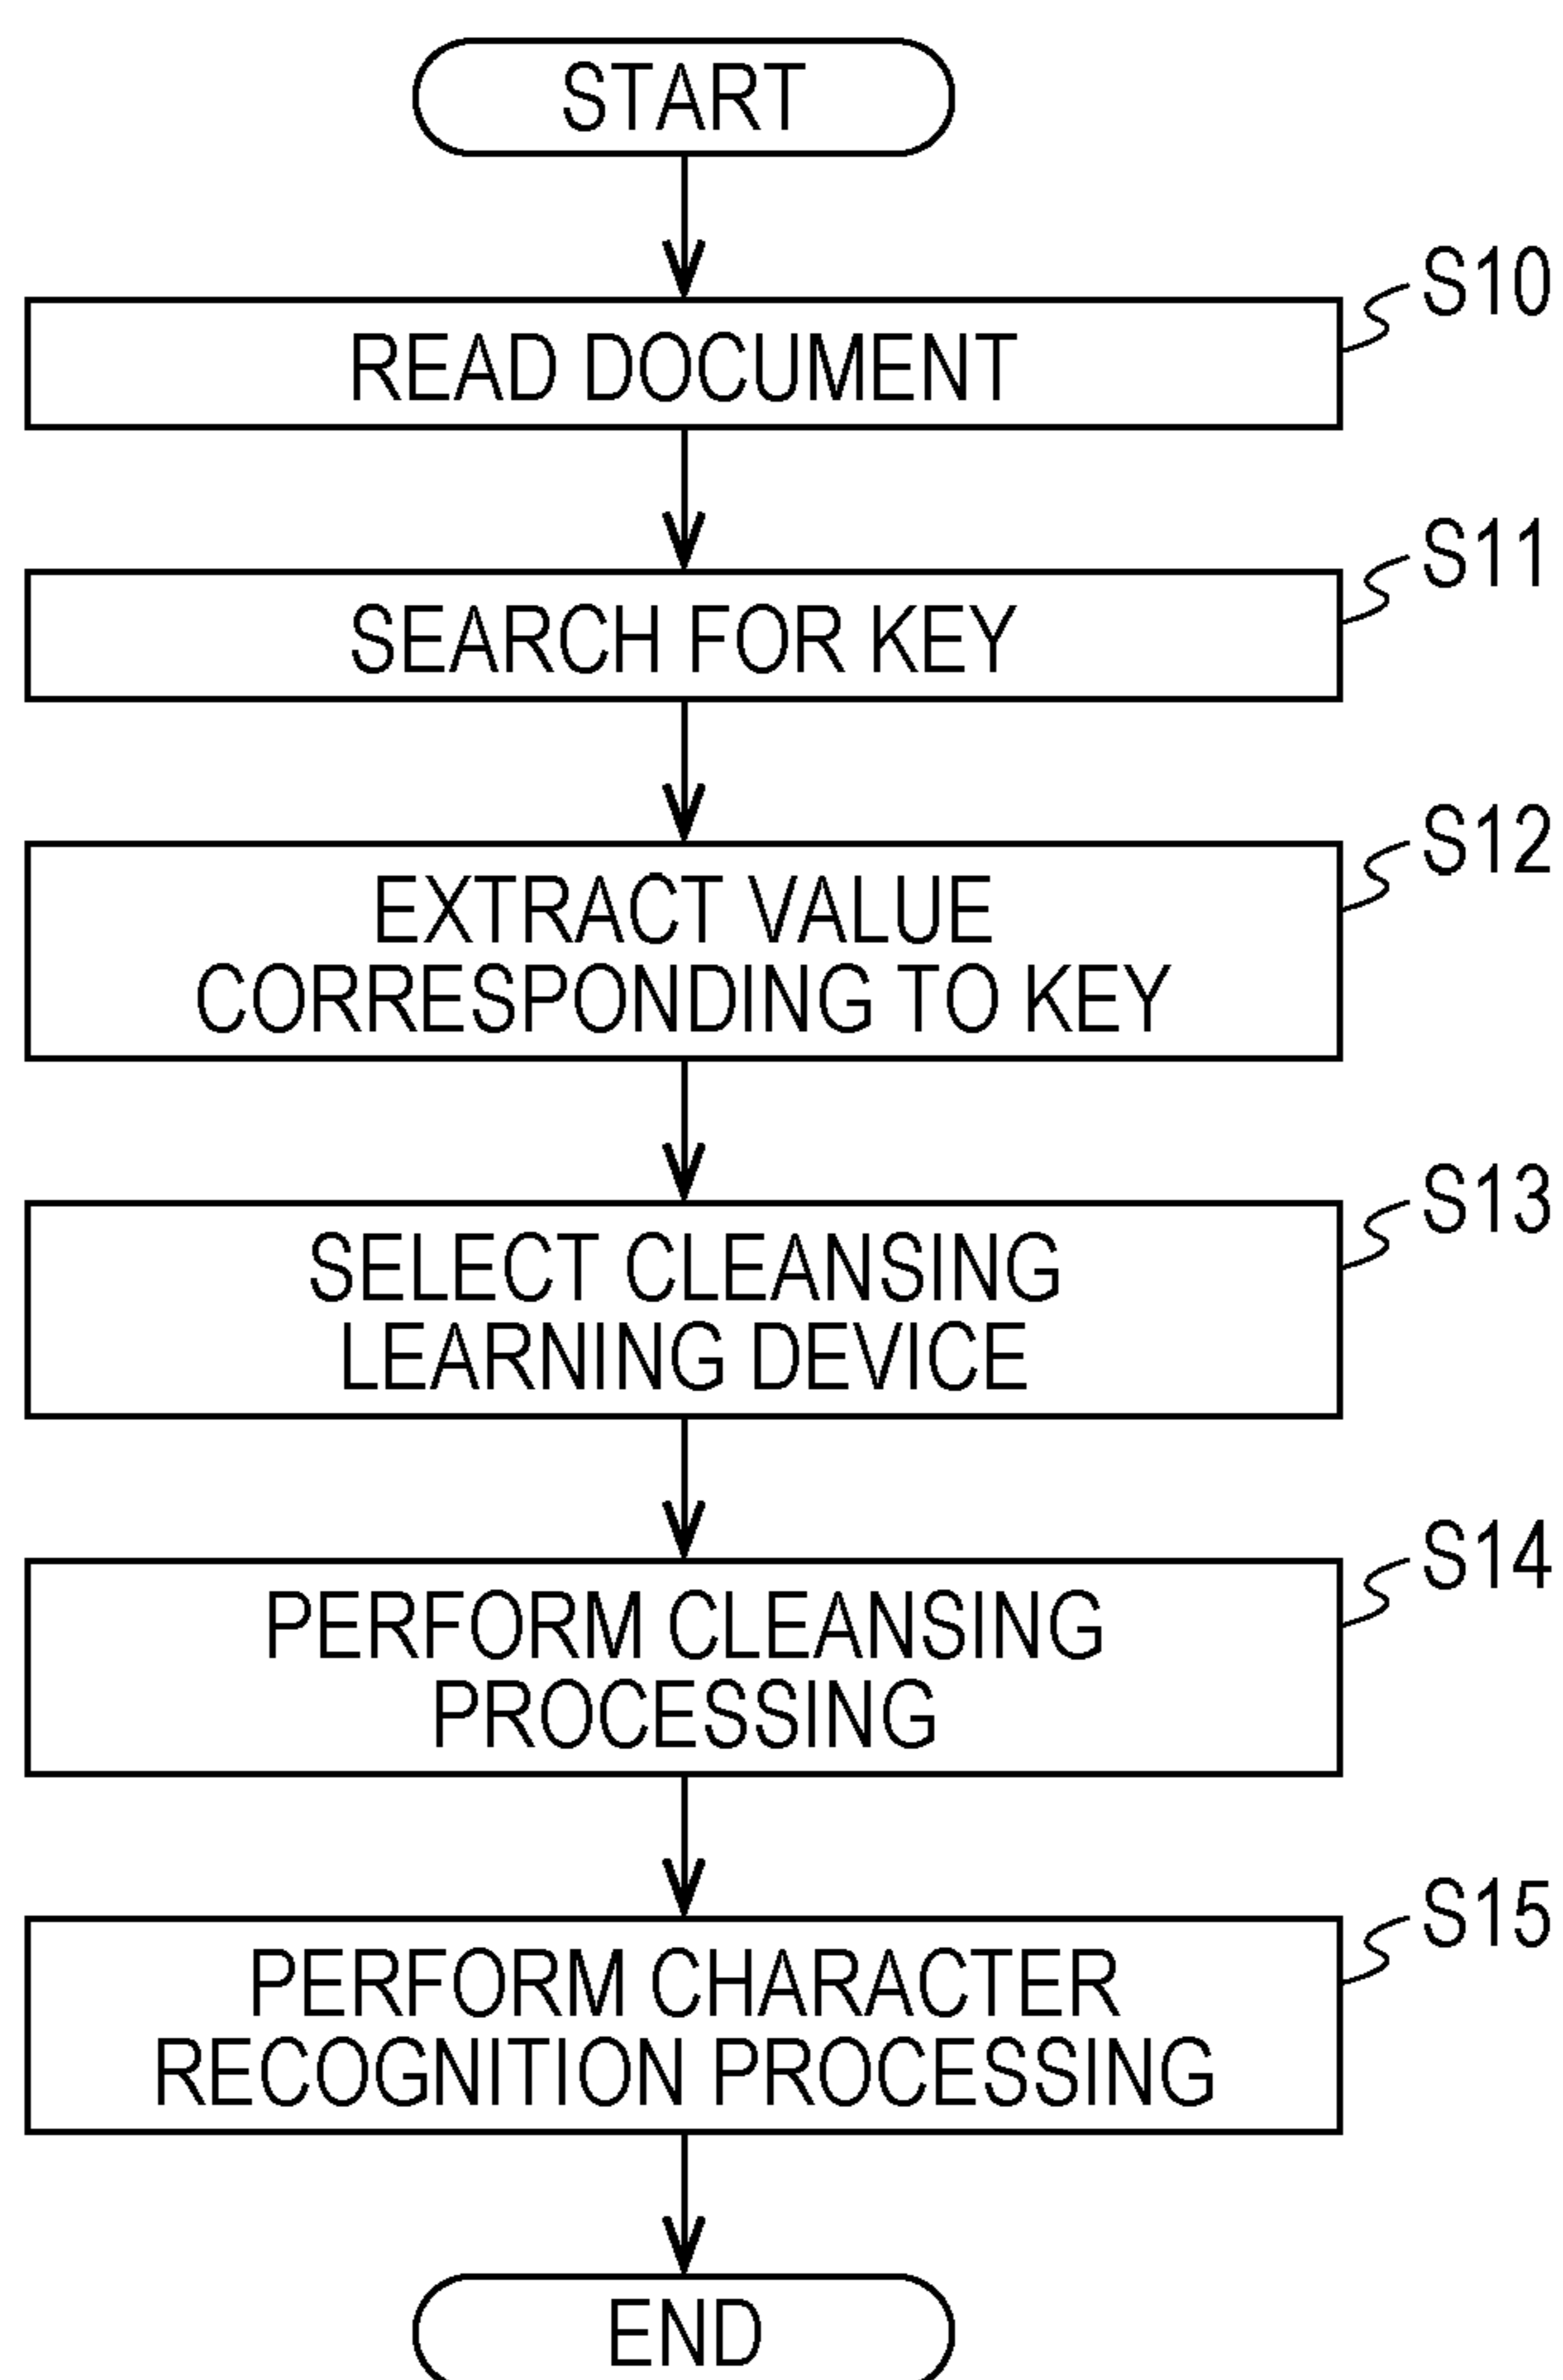 START
S10
READ DOCUMENT
S11
SEARCH FOR KEY
S12
EXTRACT VALUE
CORRESPONDING TO KEY
S13
SELECT CLEANSING
LEARNING DEVICE
S14
PERFORM CLEANSING
PROCESSING
S15
PERFORM CHARACTER
RECOGNITION PROCESSING
END